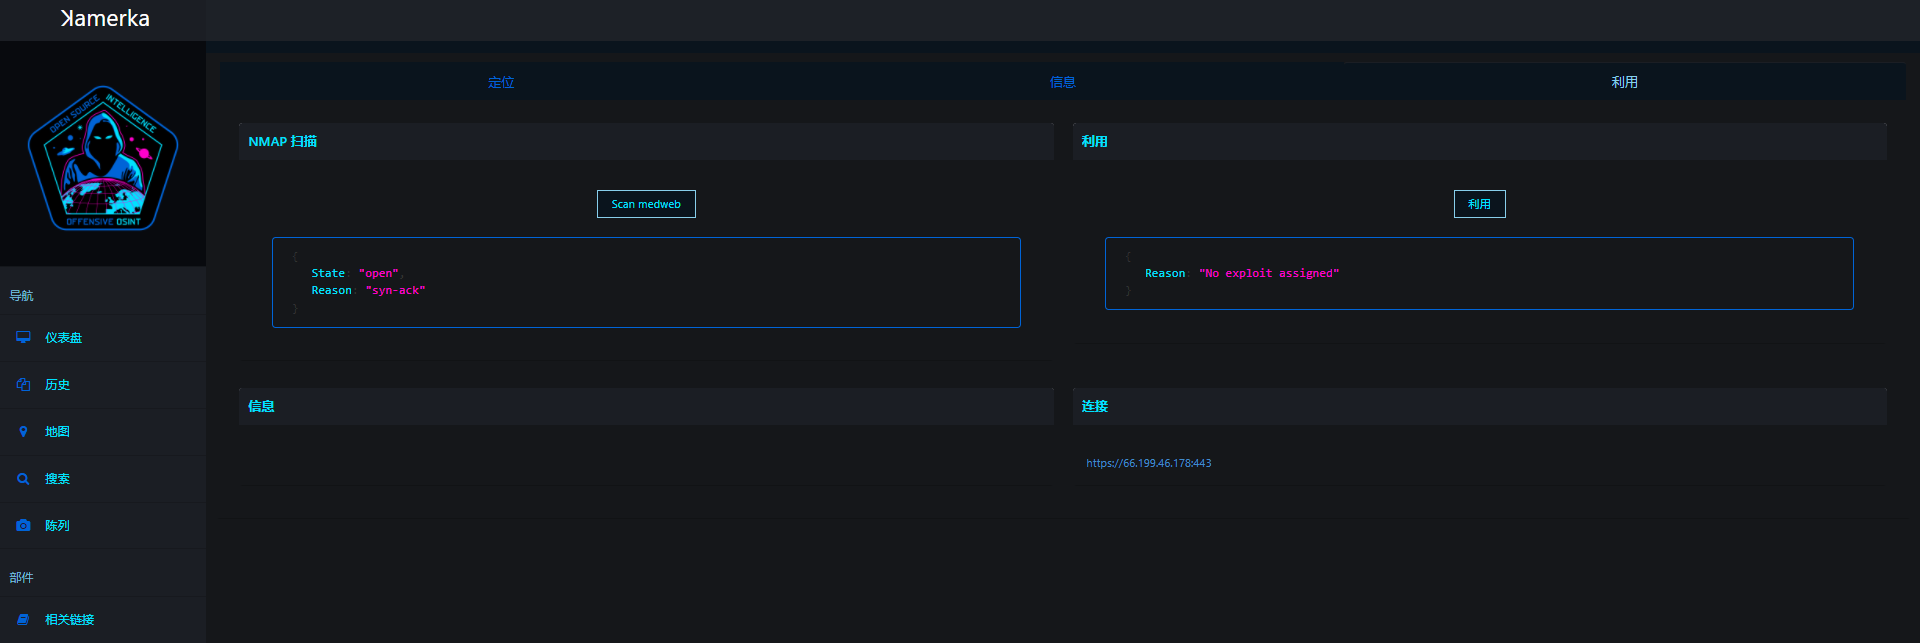 Kamerka
OPEN SOURCE INTELLIGENCE
OFFENSIVE OSINT
导航
仪表盘
历史
地图
搜索
陈列
部件
相关链接
定位
信息
利用
NMAP 扫描
Scan medweb
{
State: "open",
Reason: "syn-ack"
}
利用
利用
{
Reason: "No exploit assigned"
}
信息
连接
https://66.199.46.178:443